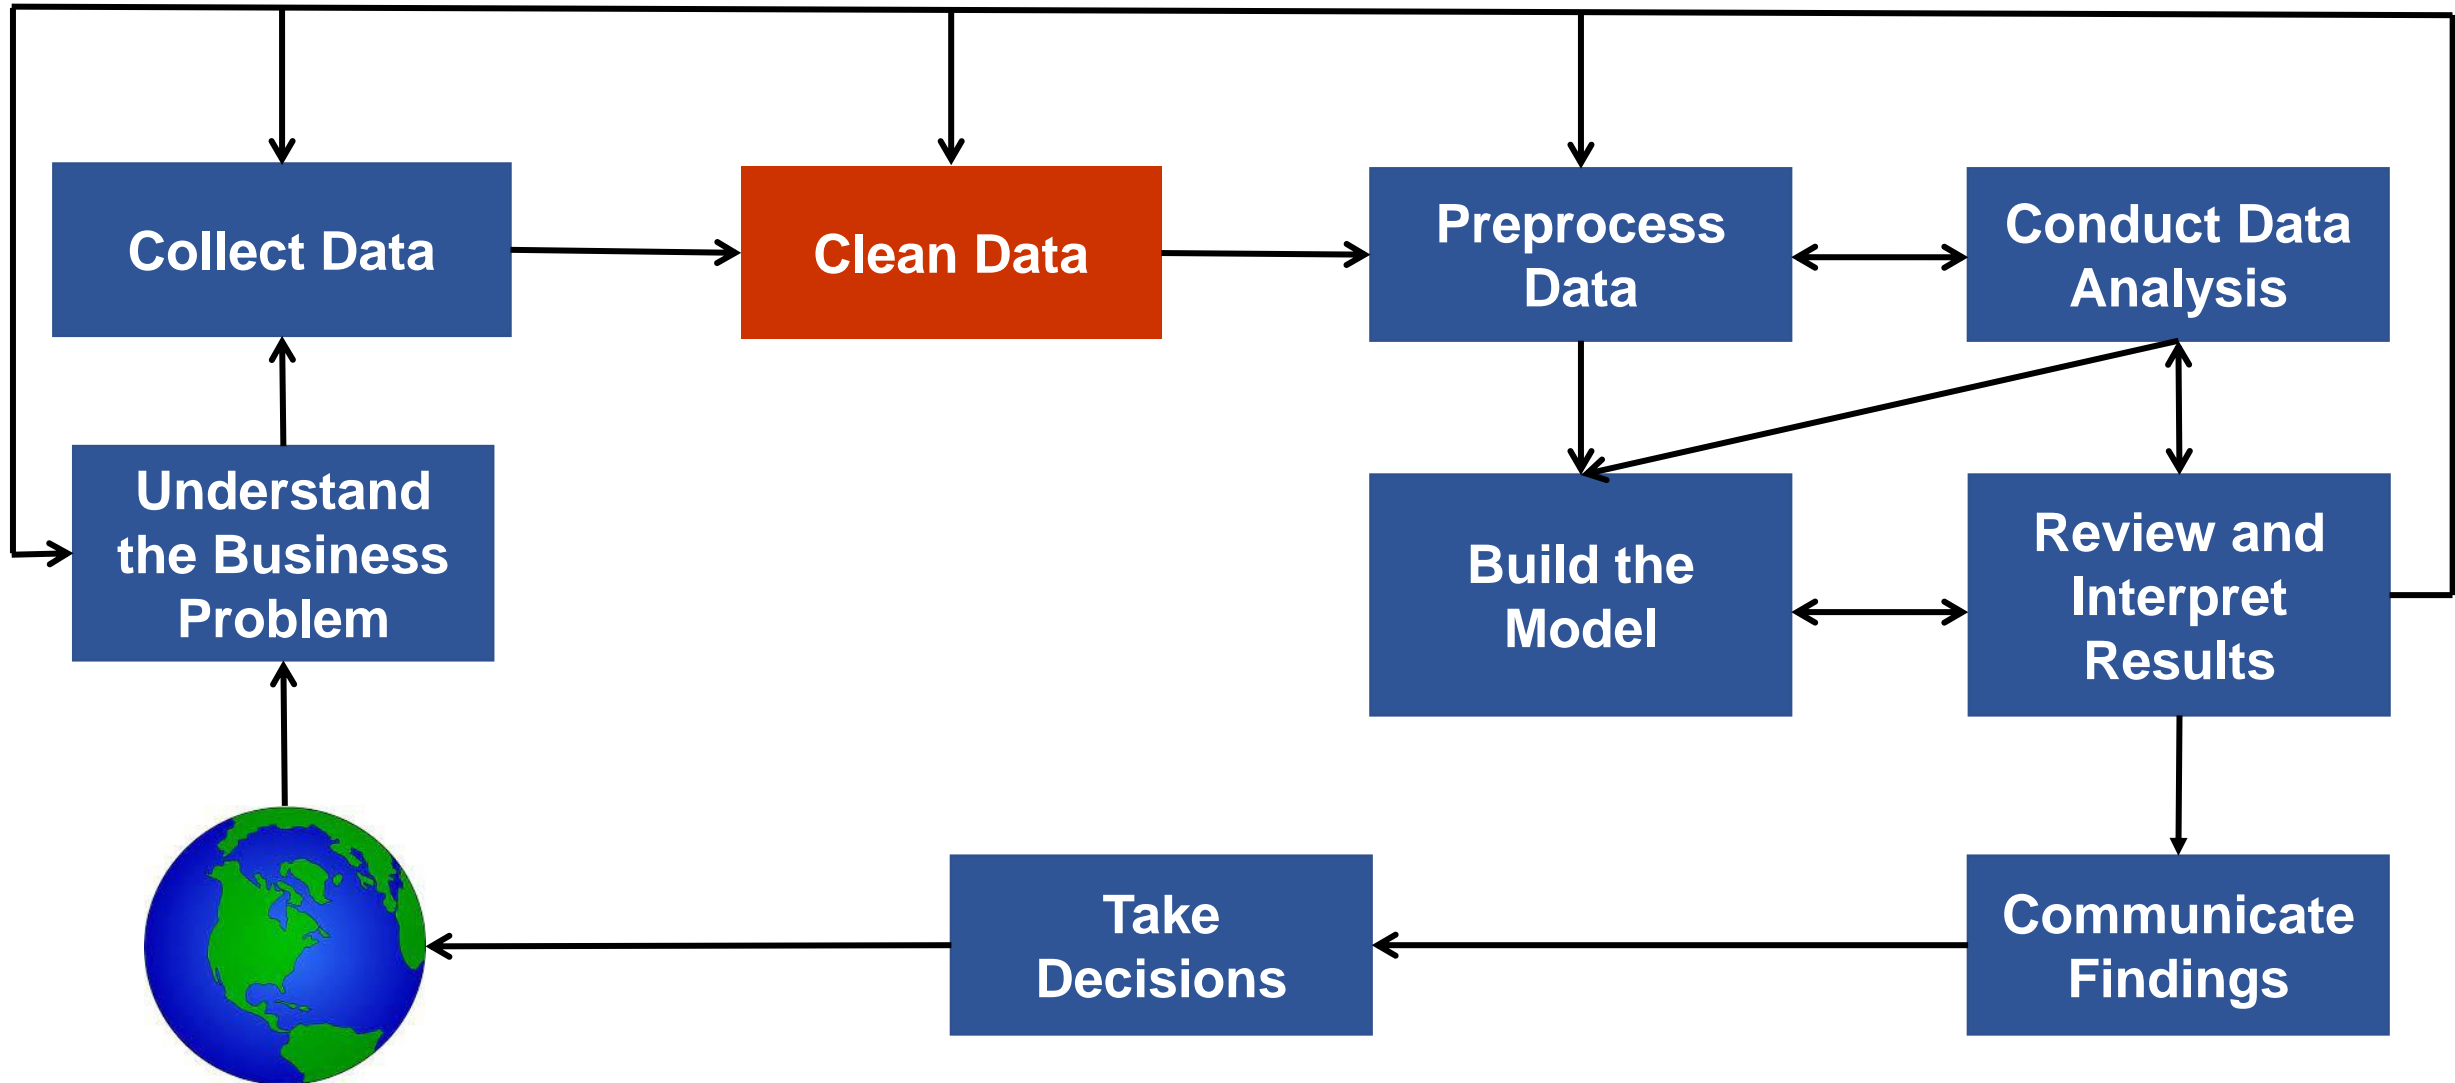 Collect Data
Clean Data
Preprocess
Data
Conduct Data
Analysis
Understand
the Business
Problem
Build the
Model
Review and
Interpret
Results
Take
Decisions
Communicate
Findings